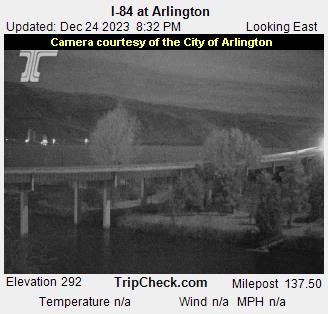 I-84 at Arlington
Updated: Dec 24 2023 8:32 PM Looking East
Camera courtesy of the City of Arlington
Elevation 292 TripCheck.com Milepost 137.50
Temperature n/a Wind n/a MPH n/a